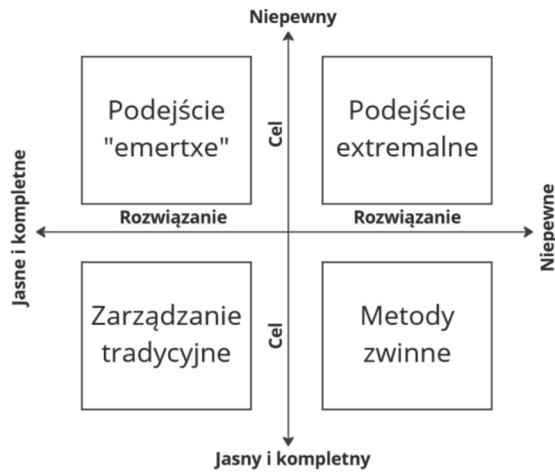 Niepewny
Podejście
"emertxe"
Cel
Podejście
extremalne
Jasne i kompletne
Rozwiązanie
Rozwiązanie
Niepewne
Zarządzanie
tradycyjne
Cel
Metody
zwinne
Jasny i kompletny